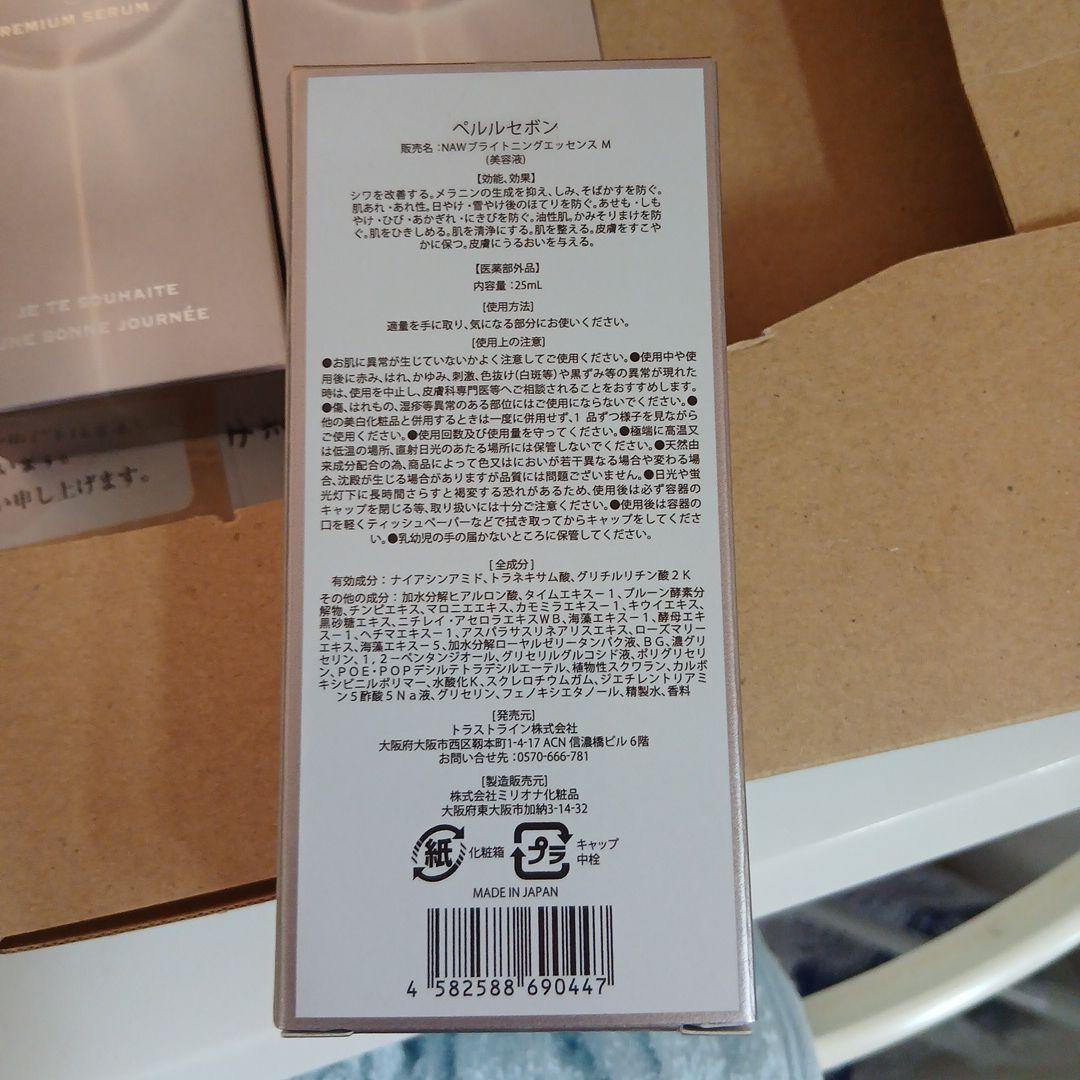 PREMIUM SERUM
JE TE SOUHAITE
UNE BONNE JOURNÉE
います。
い申し上げます。
ペルルセボン
販売名：NAWブライトニングエッセンス M
(美容液)
【効能、効果】
シワを改善する。メラニンの生成を抑え、しみ、そばかすを防ぐ。
肌あれ・あれ性。日やけ・雪やけ後のほてりを防ぐ。あせも・しも
やけ・ひび・あかぎれ・にきびを防ぐ。油性肌。かみそりまけを防
ぐ。肌をひきしめる。肌を清浄にする。肌を整える。皮膚をすこや
かに保つ。皮膚にうるおいを与える。
【医薬部外品】
内容量：25mL
[使用方法]
適量を手に取り、気になる部分にお使いください。
[使用上の注意]
●お肌に異常が生じていないかよく注意してご使用ください。●使用中や使
用後に赤み、はれ、かゆみ、刺激、色抜け(白斑等)や黒ずみ等の異常が現れた
時は、使用を中止し、皮膚科専門医等へご相談されることをおすすめします。
●傷、はれもの、湿疹等異常のある部位にはご使用にならないでください。●
他の美白化粧品と併用するときは一度に併用せず、1 品ずつ様子を見ながら
ご使用ください。●使用回数及び使用量を守ってください。●極端に高温又
は低温の場所、直射日光のあたる場所には保管しないでください。●天然由
来成分配合の為、商品によって色又はにおいが若干異なる場合や変わる場
合、沈殿が生じる場合がありますが品質には問題ございません。●日光や蛍
光灯下に長時間さらすと褐変する恐れがあるため、使用後は必ず容器の
キャップを閉じる等、取り扱いには十分ご注意ください。●使用後は容器の
口を軽くティッシュペーパーなどで拭き取ってからキャップをしてくださ
い。●乳幼児の手の届かないところに保管してください。
[全成分]
有効成分：ナイアシンアミド、トラネキサム酸、グリチルリチン酸２Ｋ
その他の成分：加水分解ヒアルロン酸、タイムエキス－１、プルーン酵素分
解物、チンピエキス、マロニエエキス、カモミラエキス－１、キウイエキス、
黒砂糖エキス、ニチレイ・アセロラエキスＷＢ、海藻エキス－１、酵母エキ
ス－１、ヘチマエキス－１、アスパラサスリネアリスエキス、ローズマリー
エキス、海藻エキス－５、加水分解ローヤルゼリータンパク液、ＢＧ、濃グリ
セリン、１，２－ペンタンジオール、グリセリルグルコシド液、ポリグリセリ
ン、ＰＯＥ・ＰＯＰデシルテトラデシルエーテル、植物性スクワラン、カルボ
キシビニルポリマー、水酸化Ｋ、スクレロチウムガム、ジエチレントリアミ
ン５酢酸５Ｎａ液、グリセリン、フェノキシエタノール、精製水、香料
[発売元]
トラストライン株式会社
大阪府大阪市西区靱本町1-4-17 ACN 信濃橋ビル 6階
お問い合せ先：0570-666-781
[製造販売元]
株式会社ミリオナ化粧品
大阪府東大阪市加納3-14-32
紙 化粧箱 プラ キャップ
中栓
MADE IN JAPAN
4 582588 690447